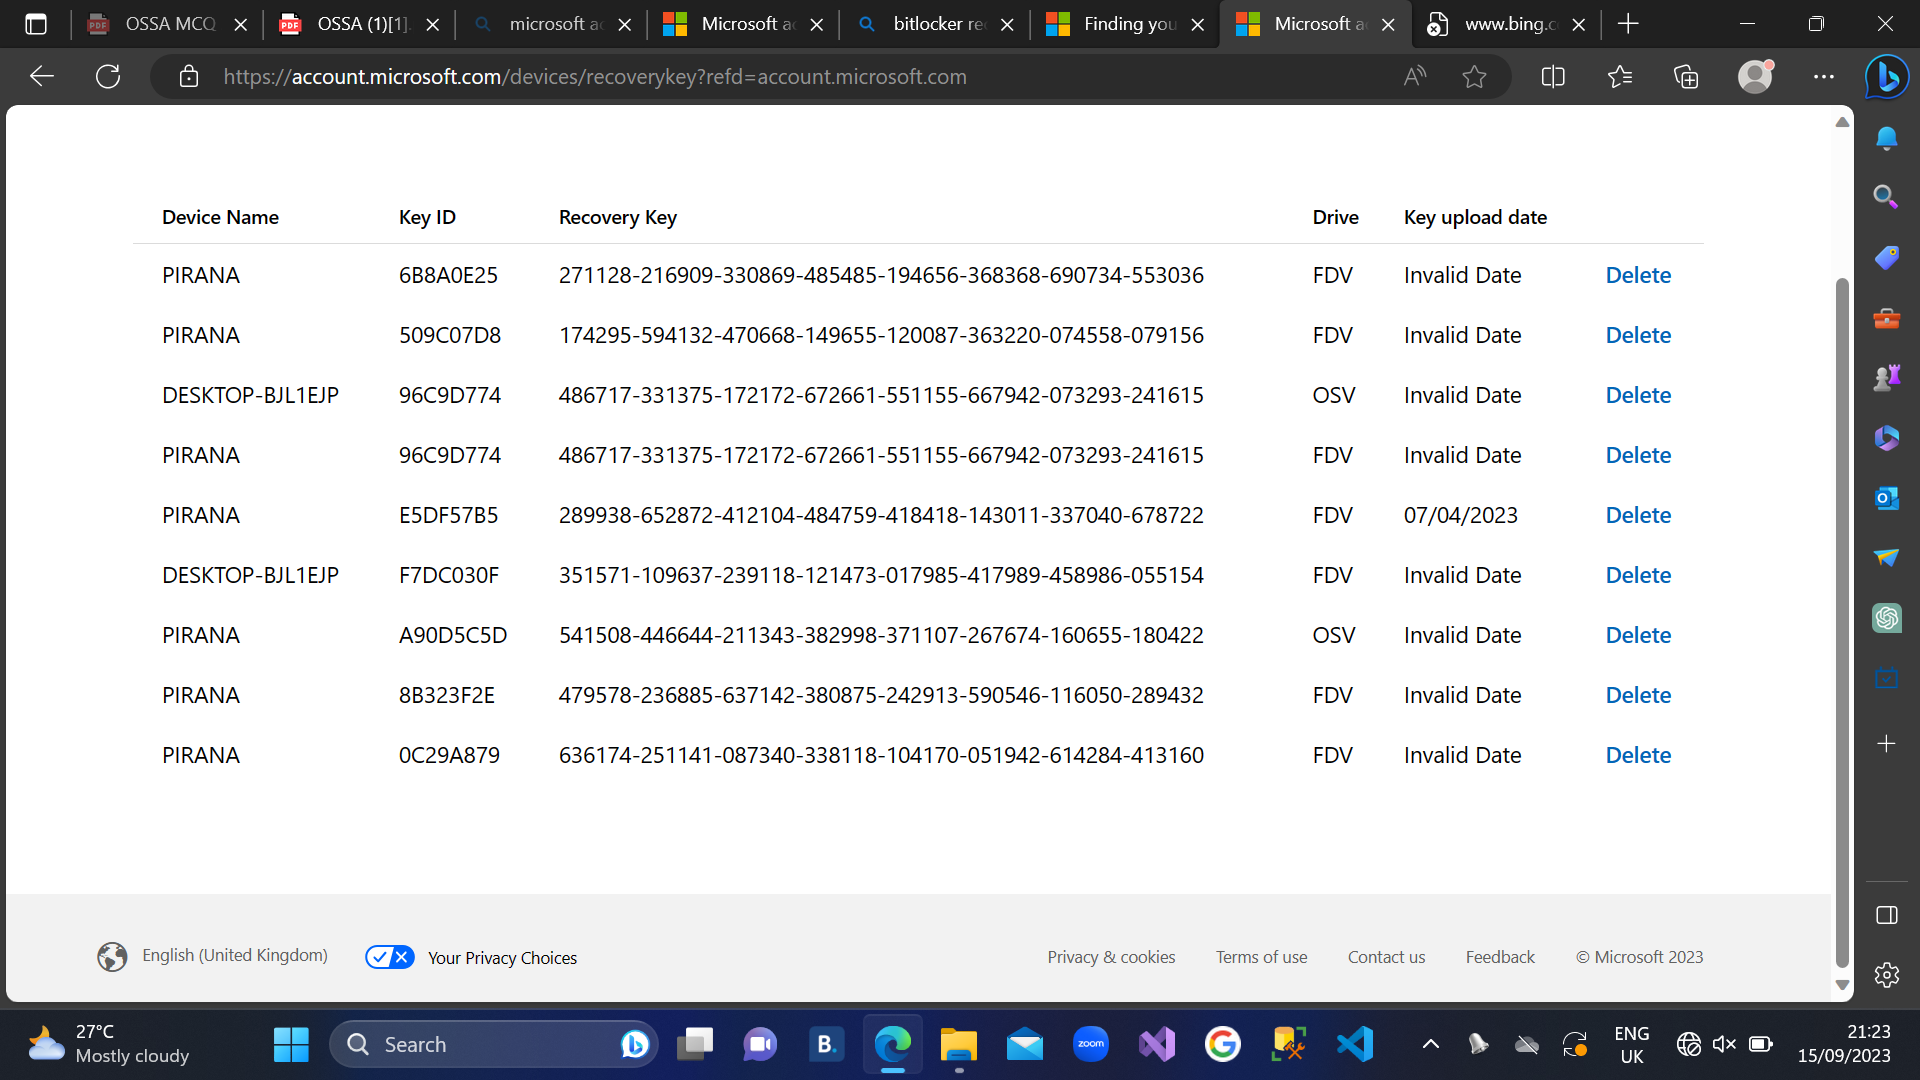 OSSA MCQ
OSSA (1)[1].
microsoft ac
Microsoft ac
bitlocker rec
Finding you
Microsoft ac
www.bing.c
https://account.microsoft.com/devices/recoverykey?refd=account.microsoft.com
Device Name Key ID Recovery Key Drive Key upload date
PIRANA 6B8A0E25 271128-216909-330869-485485-194656-368368-690734-553036 FDV Invalid Date Delete
PIRANA 509C07D8 174295-594132-470668-149655-120087-363220-074558-079156 FDV Invalid Date Delete
DESKTOP-BJL1EJP 96C9D774 486717-331375-172172-672661-551155-667942-073293-241615 OSV Invalid Date Delete
PIRANA 96C9D774 486717-331375-172172-672661-551155-667942-073293-241615 FDV Invalid Date Delete
PIRANA E5DF57B5 289938-652872-412104-484759-418418-143011-337040-678722 FDV 07/04/2023 Delete
DESKTOP-BJL1EJP F7DC030F 351571-109637-239118-121473-017985-417989-458986-055154 FDV Invalid Date Delete
PIRANA A90D5C5D 541508-446644-211343-382998-371107-267674-160655-180422 OSV Invalid Date Delete
PIRANA 8B323F2E 479578-236885-637142-380875-242913-590546-116050-289432 FDV Invalid Date Delete
PIRANA 0C29A879 636174-251141-087340-338118-104170-051942-614284-413160 FDV Invalid Date Delete
English (United Kingdom) Your Privacy Choices Privacy & cookies Terms of use Contact us Feedback © Microsoft 2023
27°C
Mostly cloudy
Search
B.
zoom
ENG
UK
21:23
15/09/2023